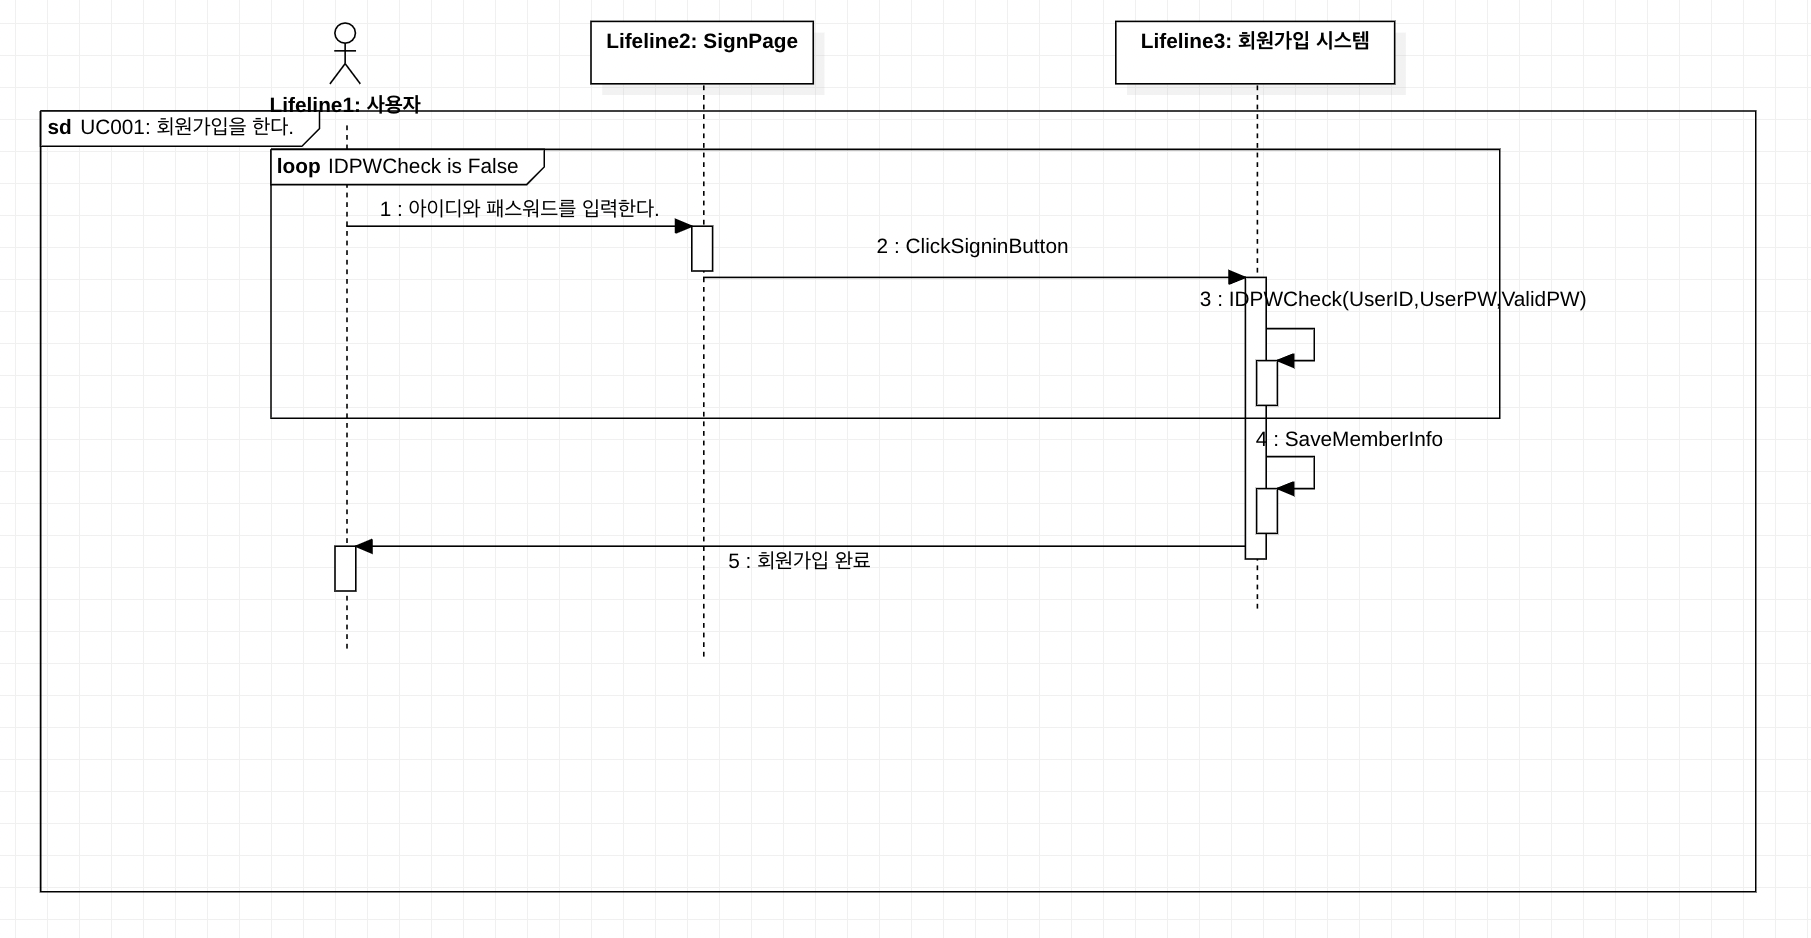 Lifeline2: SignPage
Lifeline3: 회원가입 시스템
Lifeline1: 사용자
sd UC001: 회원가입을 한다.
loop IDPWCheck is False
1 : 아이디와 패스워드를 입력한다.
2 : ClickSigninButton
3 : IDPWCheck(UserID,UserPW,ValidPW)
4 : SaveMemberInfo
5 : 회원가입 완료